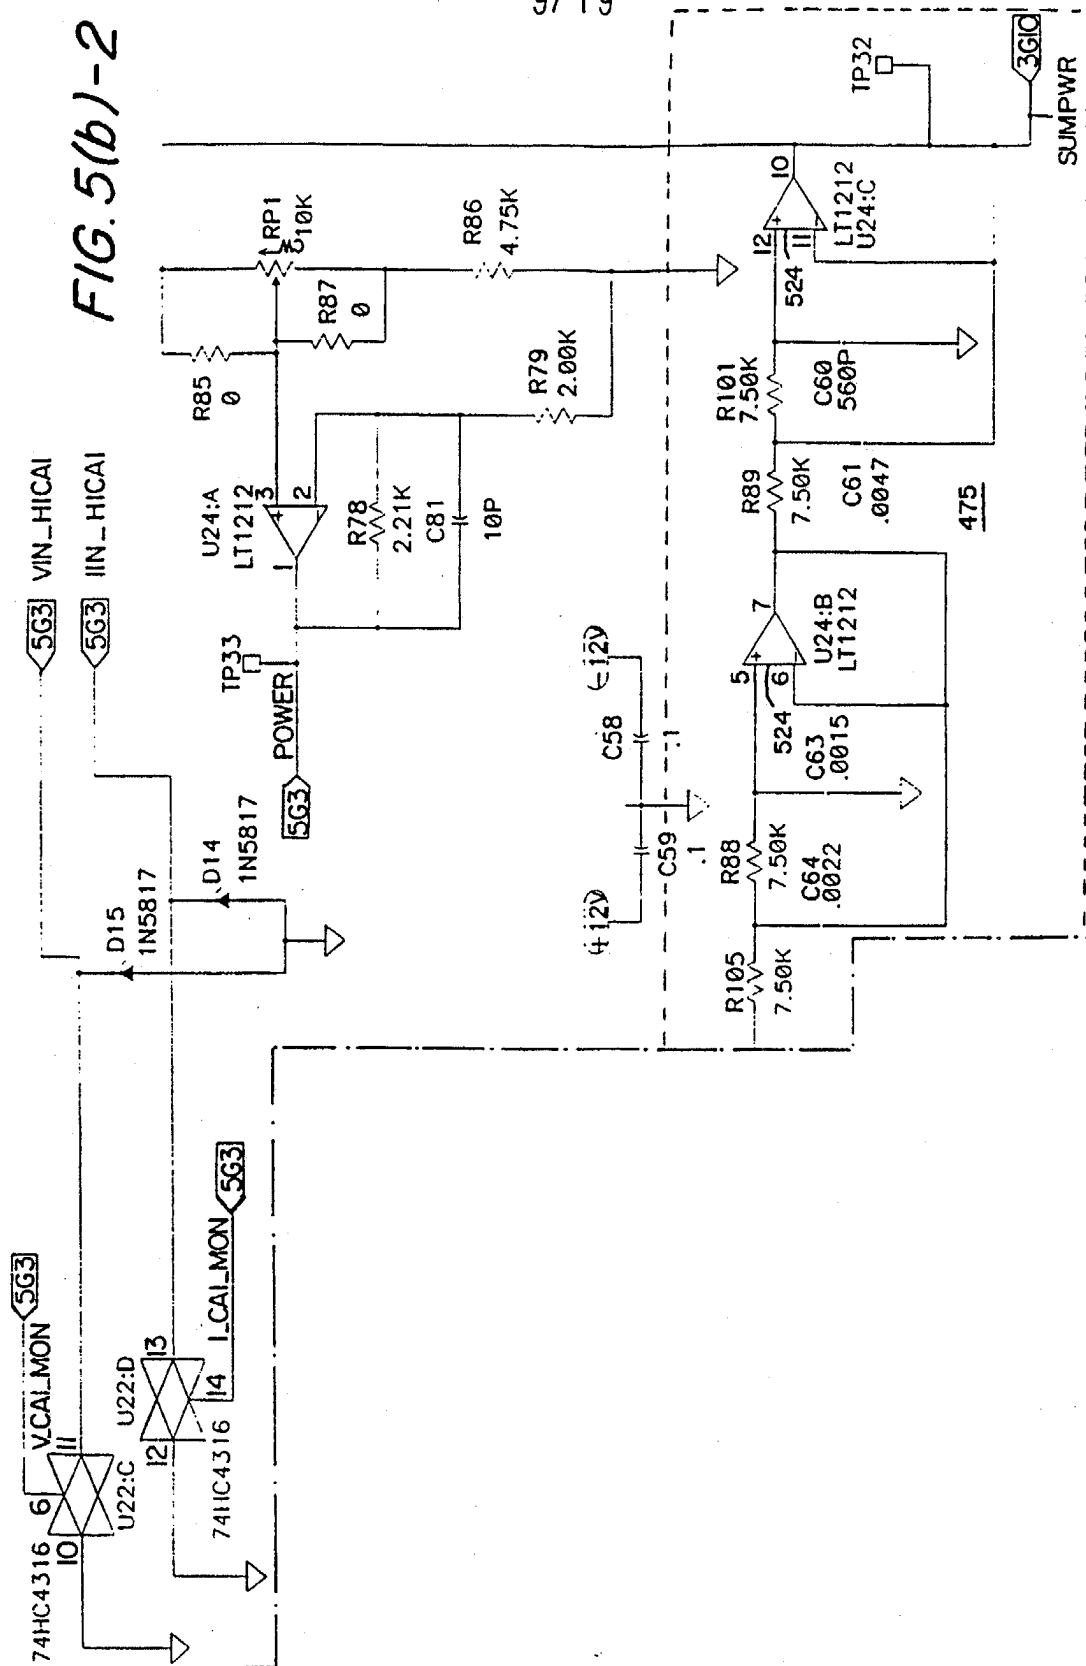 9/19
FIG. 5(b)-2
74HC4316
10
6
11
U22:C
V_CAL_MON
5G3
U22:D
12
13
14
74HC4316
I_CAL_MON
5G3
5G3
VIN_HICAL
5G3
IIN_HICAL
D15
1N5817
D14
1N5817
5G3
POWER
TP33
U24:A
LT1212
1
3
2
+
−
R78
2.21K
C81
10P
R85
0
RP1
10K
R87
0
R86
4.75K
R79
2.00K
+12V
−12V
C59
.1
C58
.1
R105
7.50K
R88
7.50K
C64
.0022
C63
.0015
5
6
7
+
−
524
U24:B
LT1212
R89
7.50K
R101
7.50K
C61
.0047
C60
560P
475
12
11
10
+
−
524
LT1212
U24:C
TP32
3G10
SUMPWR